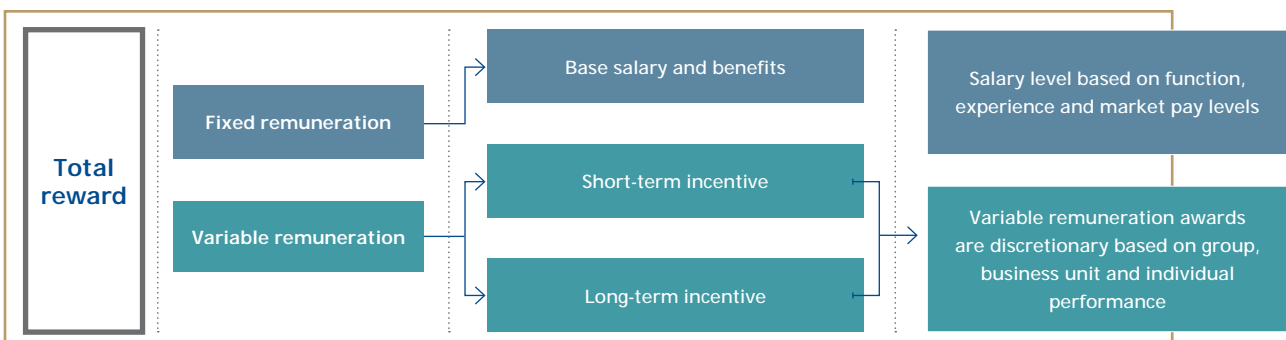 Total
reward
Fixed remuneration
Variable remuneration
Base salary and benefits
Short-term incentive
Long-term incentive
Salary level based on function,
experience and market pay levels
Variable remuneration awards
are discretionary based on group,
business unit and individual
performance